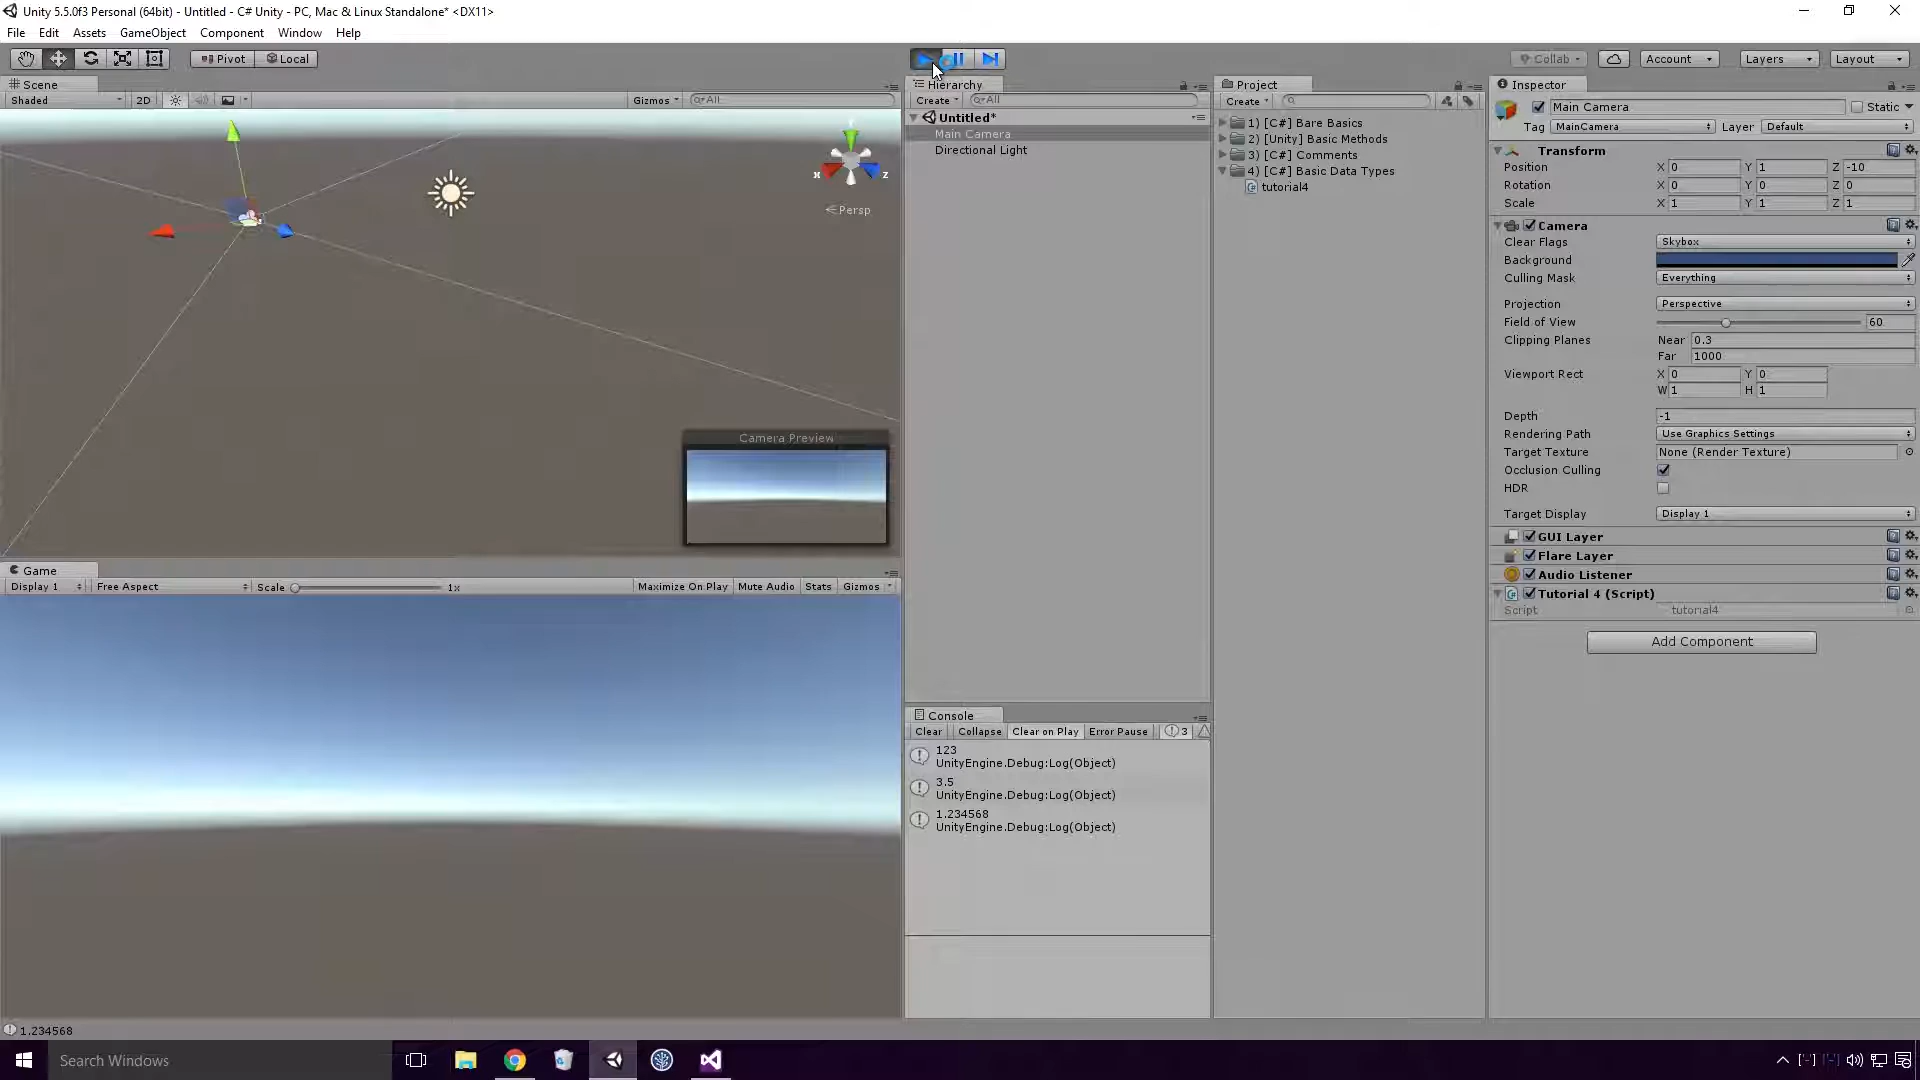 Unity 5.5.0f3 Personal (64bit) - Untitled - C# Unity - PC, Mac & Linux Standalone* <DX11>
File Edit Assets GameObject Component Window Help
Pivot Local
Collab Account Layers Layout
Scene
Shaded 2D Gizmos All
x z
Persp
Camera Preview
Game
Display 1 Free Aspect Scale 1x Maximize On Play Mute Audio Stats Gizmos
Hierarchy
Create All
Untitled*
Main Camera
Directional Light
Console
Clear Collapse Clear on Play Error Pause 3
123
UnityEngine.Debug:Log(Object)
3.5
UnityEngine.Debug:Log(Object)
1.234568
UnityEngine.Debug:Log(Object)
Project
Create
1) [C#] Bare Basics
2) [Unity] Basic Methods
3) [C#] Comments
4) [C#] Basic Data Types
tutorial4
Inspector
Main Camera Static
Tag MainCamera Layer Default
Transform
Position X 0 Y 1 Z -10
Rotation X 0 Y 0 Z 0
Scale X 1 Y 1 Z 1
Camera
Clear Flags Skybox
Background
Culling Mask Everything
Projection Perspective
Field of View 60
Clipping Planes Near 0.3
Far 1000
Viewport Rect X 0 Y 0
W 1 H 1
Depth -1
Rendering Path Use Graphics Settings
Target Texture None (Render Texture)
Occlusion Culling
HDR
Target Display Display 1
GUI Layer
Flare Layer
Audio Listener
Tutorial 4 (Script)
Script tutorial4
Add Component
1.234568
Search Windows